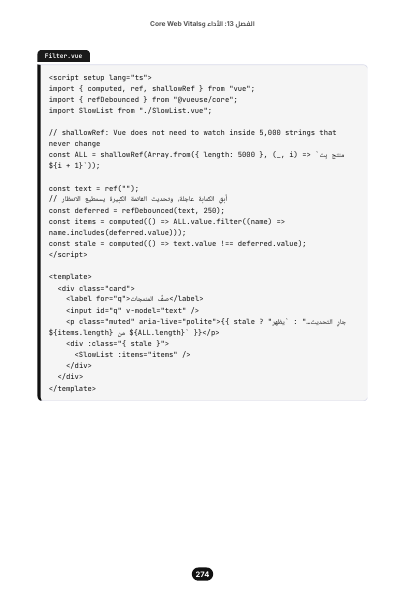 الفصل 13: الأداء وCore Web Vitals
Filter.vue
<script setup lang="ts">
import { computed, ref, shallowRef } from "vue";
import { refDebounced } from "@vueuse/core";
import SlowList from "./SlowList.vue";
// shallowRef: Vue does not need to watch inside 5,000 strings that
never change
const ALL = shallowRef(Array.from({ length: 5000 }, (_, i) => `منتج بث
${i + 1}`));
const text = ref("");
// أبقِ الكتابة عاجلة، وتحديث القائمة الكبيرة يستطيع الانتظار
const deferred = refDebounced(text, 250);
const items = computed(() => ALL.value.filter((name) =>
name.includes(deferred.value)));
const stale = computed(() => text.value !== deferred.value);
</script>
<template>
<div class="card">
<label for="q">صفِّ المنتجات</label>
<input id="q" v-model="text" />
<p class="muted" aria-live="polite">{{ stale ? "جارٍ التحديث…" : `يظهر
${items.length} من ${ALL.length}` }}</p>
<div :class="{ stale }">
<SlowList :items="items" />
</div>
</div>
</template>
274